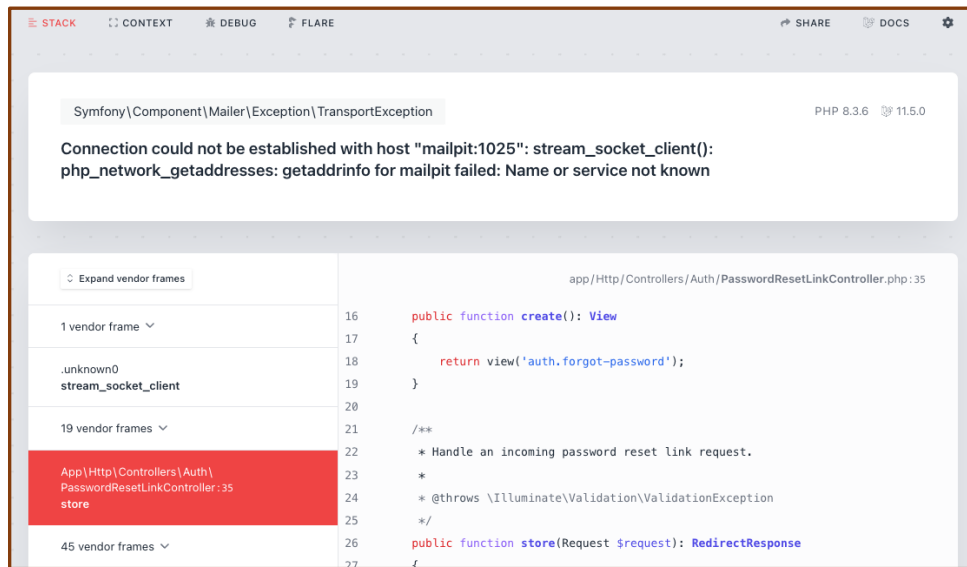 STACK CONTEXT DEBUG FLARE SHARE DOCS
Symfony\Component\Mailer\Exception\TransportException
PHP 8.3.6 11.5.0
Connection could not be established with host "mailpit:1025": stream_socket_client():
php_network_getaddresses: getaddrinfo for mailpit failed: Name or service not known
Expand vendor frames
1 vendor frame
.unknown0
stream_socket_client
19 vendor frames
App\Http\Controllers\Auth\
PasswordResetLinkController:35
store
45 vendor frames
app/Http/Controllers/Auth/PasswordResetLinkController.php:35
16 public function create(): View
17 {
18 return view('auth.forgot-password');
19 }
20
21 /**
22 * Handle an incoming password reset link request.
23 *
24 * @throws \Illuminate\Validation\ValidationException
25 */
26 public function store(Request $request): RedirectResponse
27 {